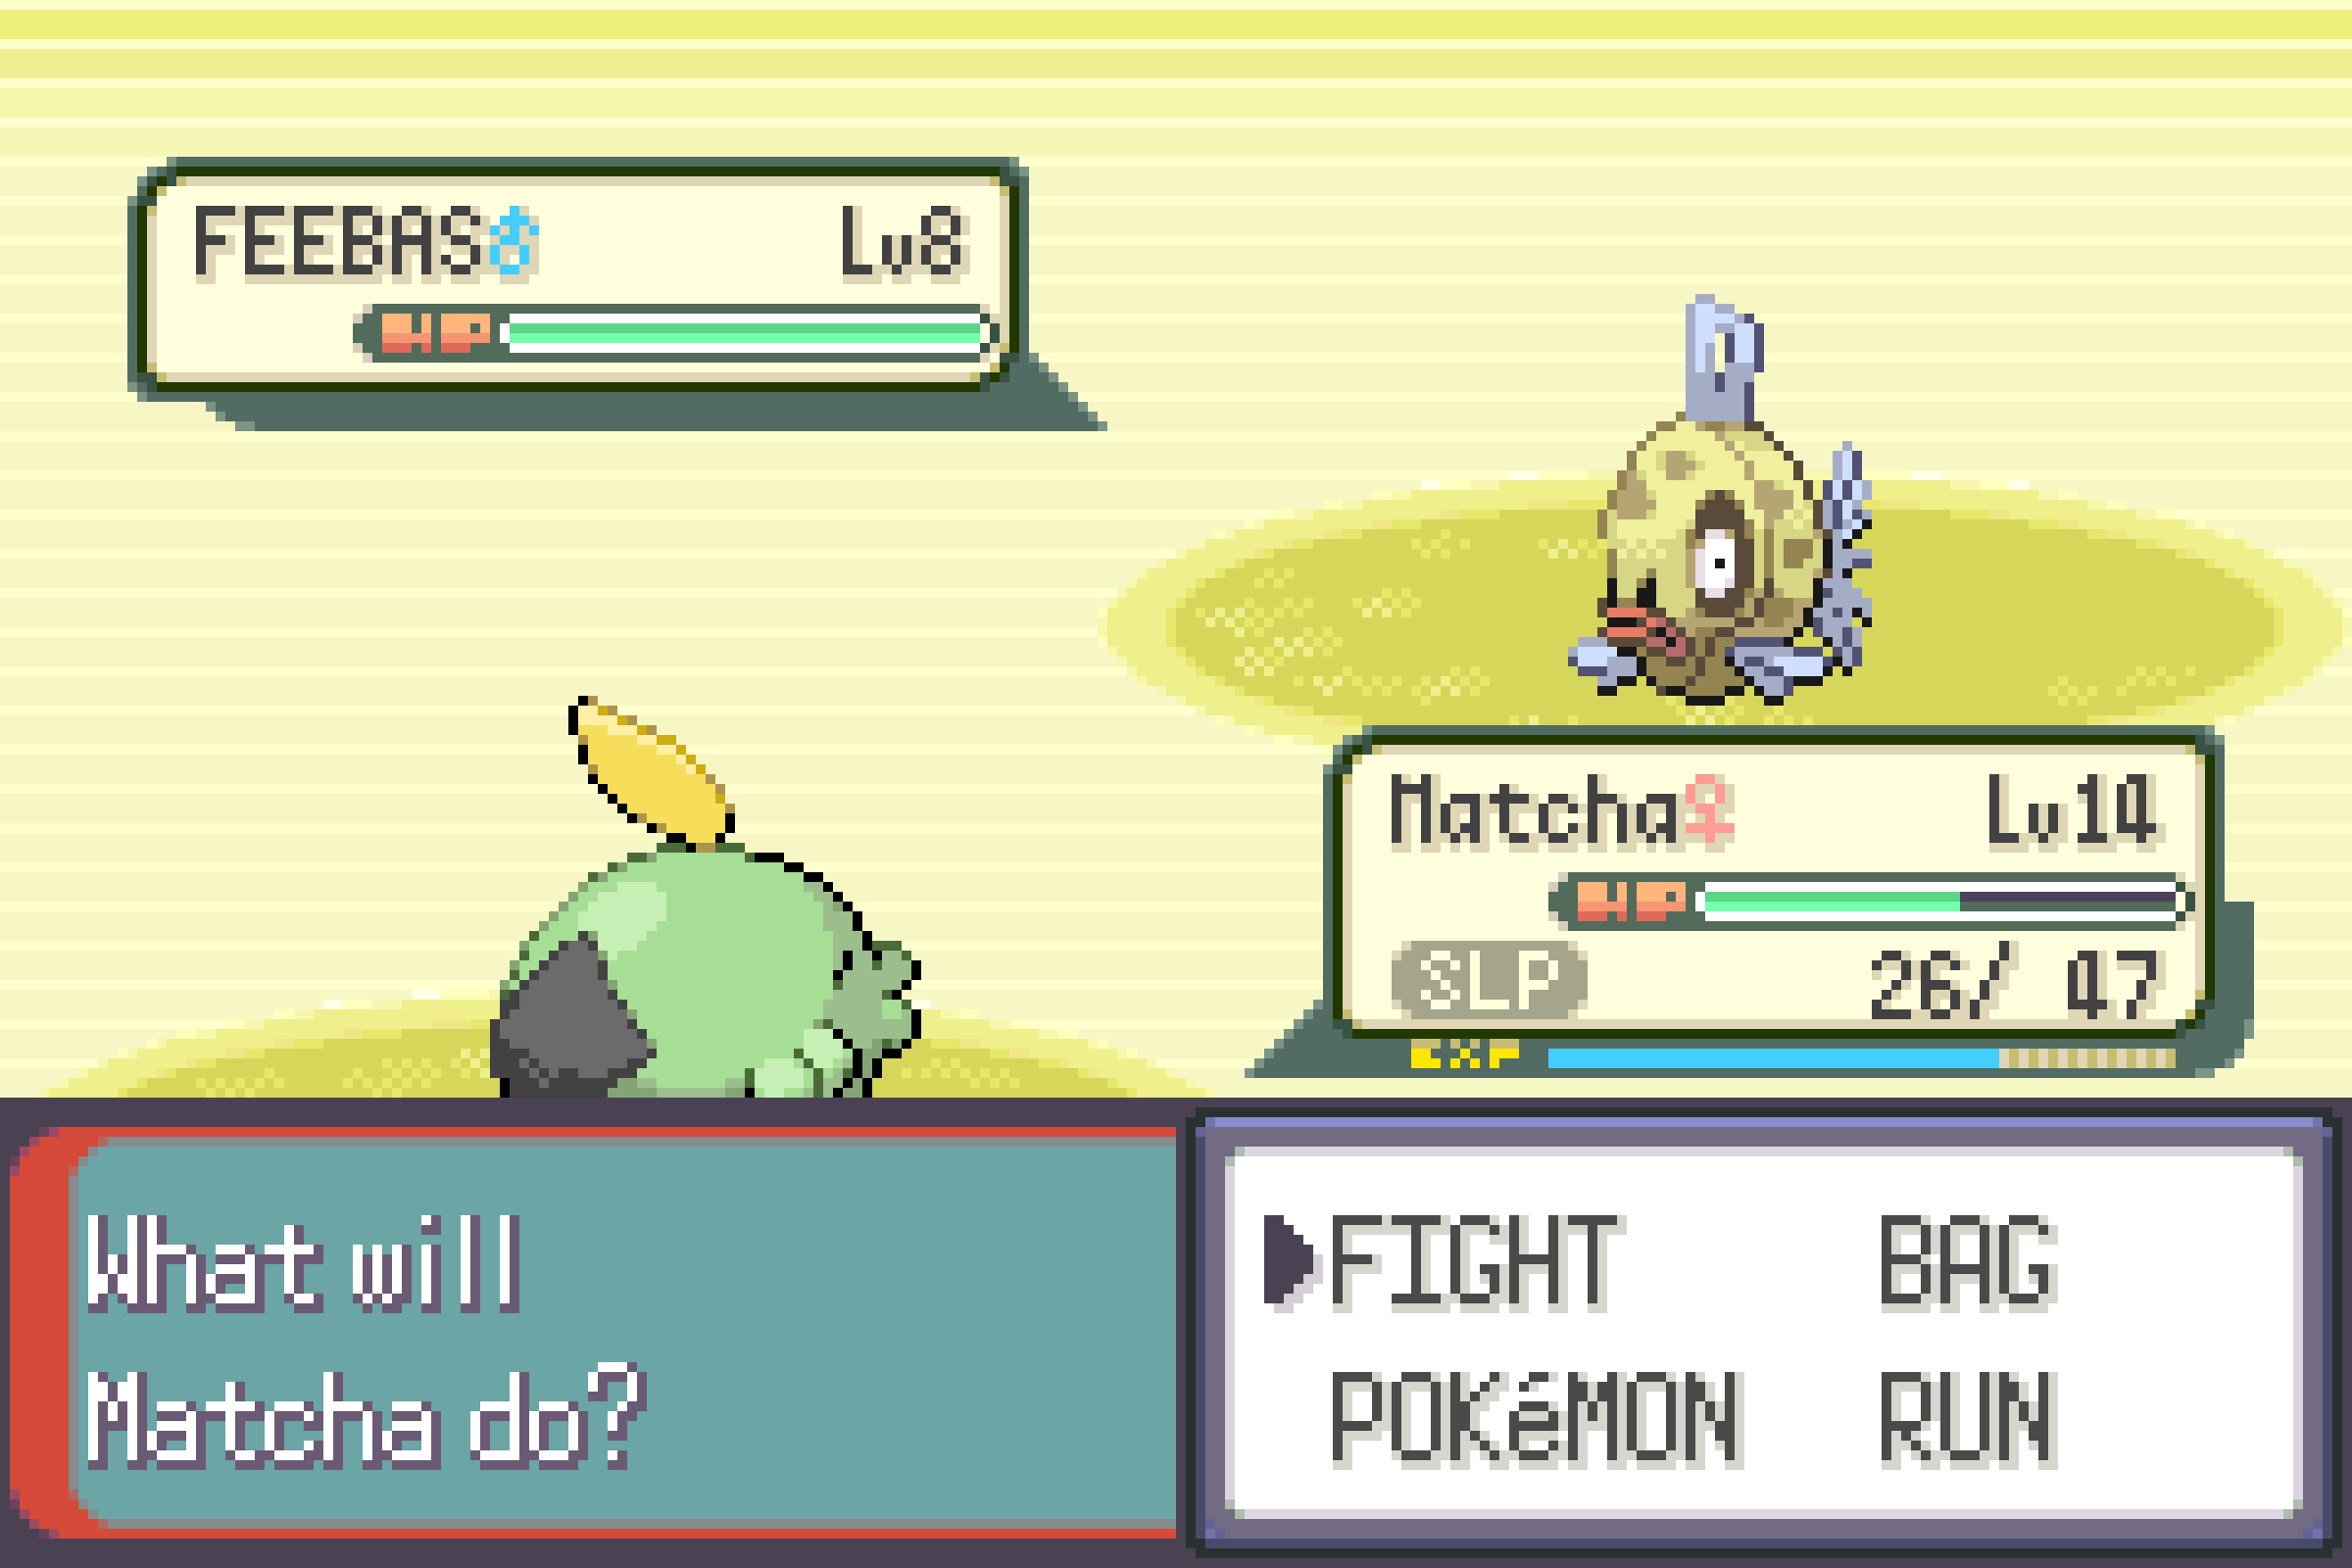 FEEBAS♂ Lv8
HP
Matcha♀ Lv14
HP
SLP 26/ 47
EXP
What will
Matcha do?
FIGHT BAG
POKéMON RUN